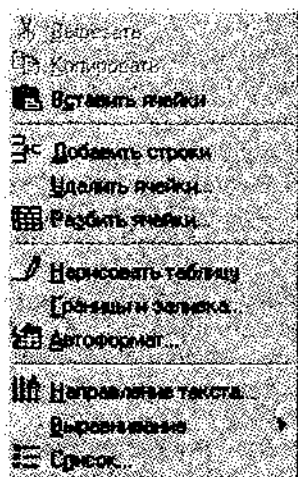 Вырезать
Копировать
Вставить ячейки
Добавить строки
Удалить ячейки...
Разбить ячейки...
Нарисовать таблицу
Границы и заливка...
Автоформат...
Направление текста...
Выравнивание
Список...